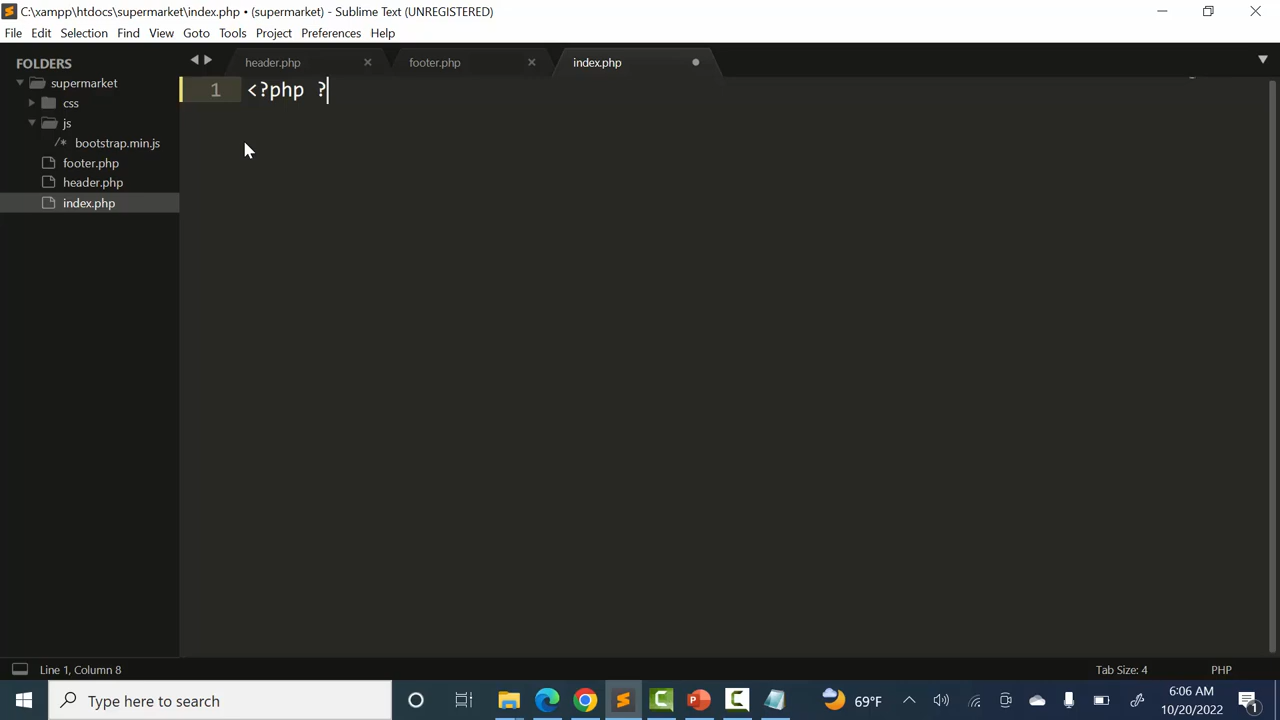 C:\xampp\htdocs\supermarket\index.php • (supermarket) - Sublime Text (UNREGISTERED)
File Edit Selection Find View Goto Tools Project Preferences Help
FOLDERS
supermarket
css
js
/* bootstrap.min.js
footer.php
header.php
index.php
header.php footer.php index.php
1 <?php ?
Line 1, Column 8 Tab Size: 4 PHP
Type here to search
69°F
6:06 AM
10/20/2022
1